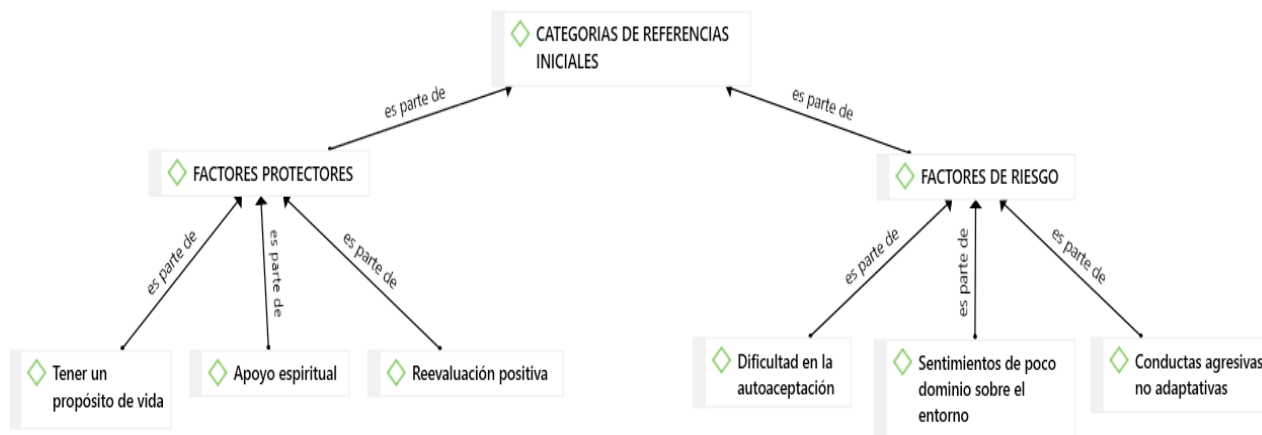 CATEGORIAS DE REFERENCIAS
INICIALES
es parte de
es parte de
FACTORES PROTECTORES
FACTORES DE RIESGO
es parte de
es parte de
es parte de
es parte de
es parte de
es parte de
Tener un
propósito de vida
Apoyo espiritual
Reevaluación positiva
Dificultad en la
autoaceptación
Sentimientos de poco
dominio sobre el
entorno
Conductas agresivas
no adaptativas